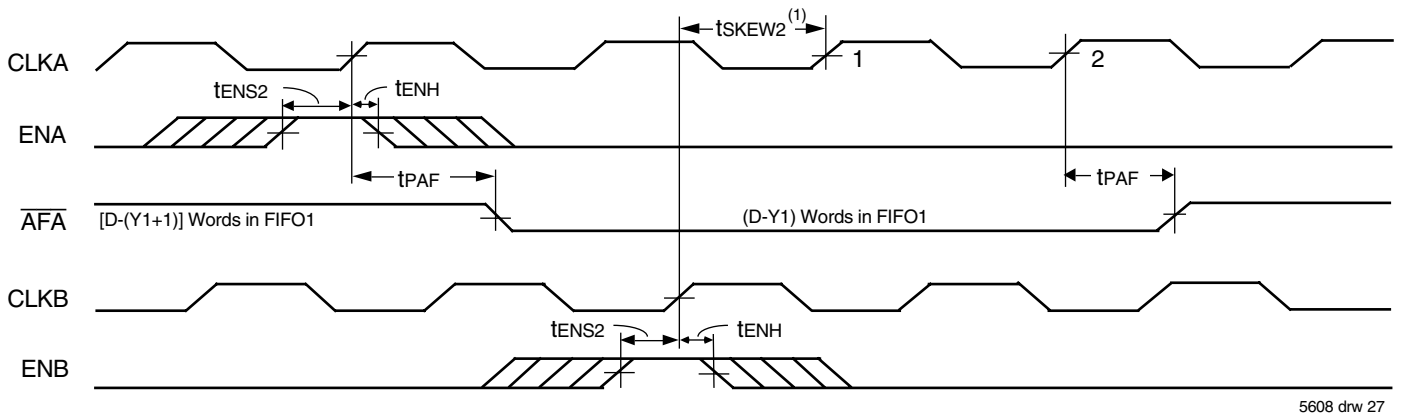 tSKEW2 (1)
CLKA
1
2
tENS2
tENH
ENA
tPAF
tPAF
AFA
[D-(Y1+1)] Words in FIFO1
(D-Y1) Words in FIFO1
CLKB
tENS2
tENH
ENB
5608 drw 27